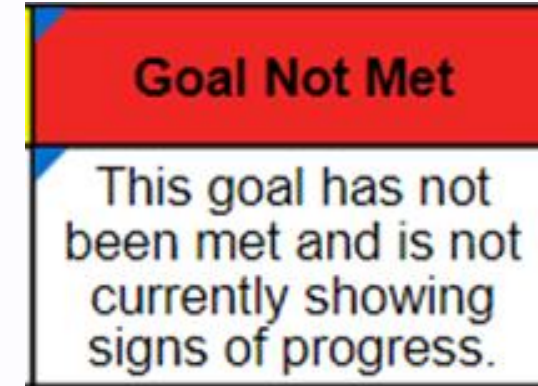 Goal Not Met
This goal has not
been met and is not
currently showing
signs of progress.